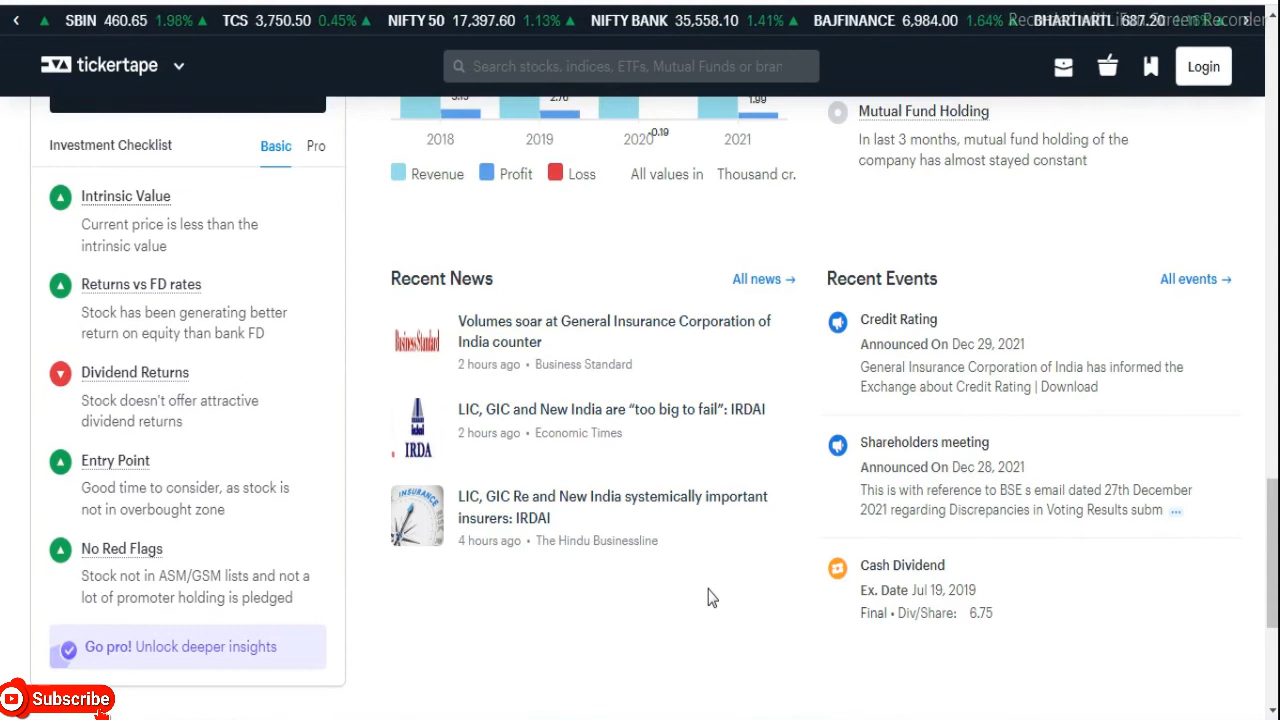 SBIN 460.65 1.98% TCS 3,750.50 0.45% NIFTY 50 17,397.60 1.13% NIFTY BANK 35,558.10 1.41% BAJFINANCE 6,984.00 1.64% BHARTIARTL 687.20
tickertape
Search stocks, indices, ETFs, Mutual Funds or bran
Login
Investment Checklist Basic Pro
Intrinsic Value
Current price is less than the
intrinsic value
Returns vs FD rates
Stock has been generating better
return on equity than bank FD
Dividend Returns
Stock doesn't offer attractive
dividend returns
Entry Point
Good time to consider, as stock is
not in overbought zone
No Red Flags
Stock not in ASM/GSM lists and not a
lot of promoter holding is pledged
Go pro! Unlock deeper insights
Subscribe
1.99
-0.19
2018 2019 2020 2021
Revenue Profit Loss All values in Thousand cr.
Mutual Fund Holding
In last 3 months, mutual fund holding of the
company has almost stayed constant
Recent News All news →
Volumes soar at General Insurance Corporation of
India counter
2 hours ago • Business Standard
Business Standard
LIC, GIC and New India are “too big to fail”: IRDAI
2 hours ago • Economic Times
IRDA
LIC, GIC Re and New India systemically important
insurers: IRDAI
4 hours ago • The Hindu Businessline
INSURANCE
Recent Events All events →
Credit Rating
Announced On Dec 29, 2021
General Insurance Corporation of India has informed the
Exchange about Credit Rating | Download
Shareholders meeting
Announced On Dec 28, 2021
This is with reference to BSE s email dated 27th December
2021 regarding Discrepancies in Voting Results subm ...
Cash Dividend
Ex. Date Jul 19, 2019
Final • Div/Share: 6.75